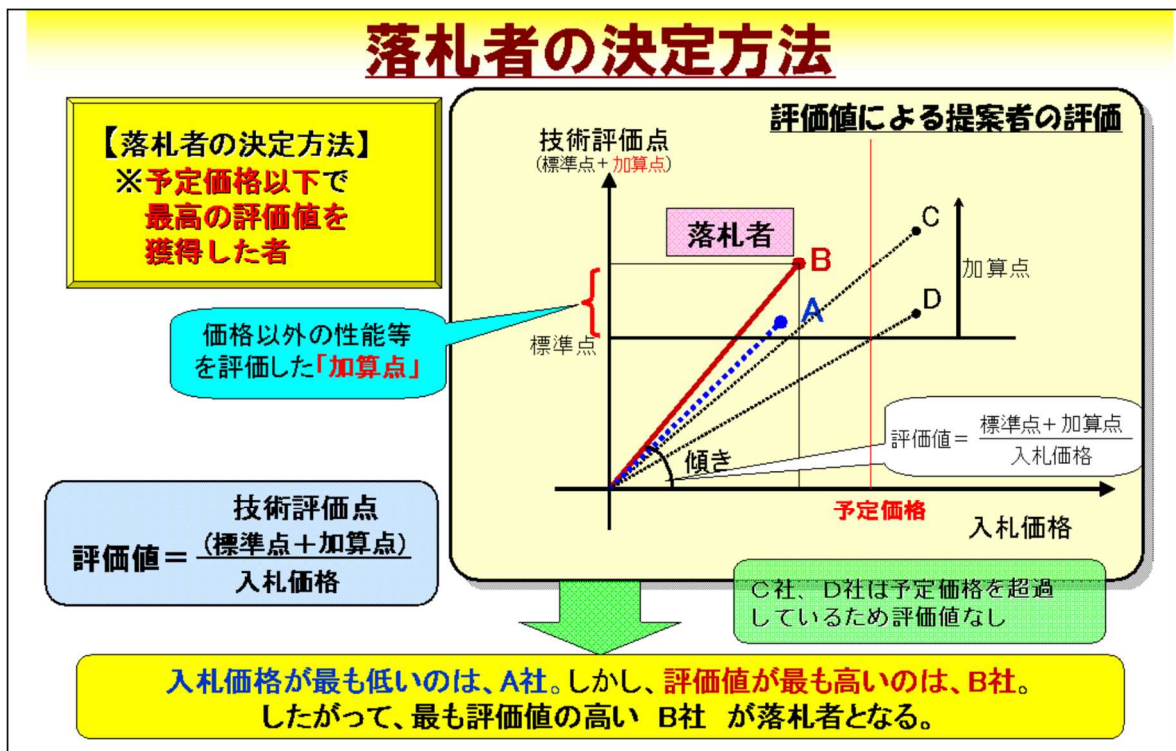 落札者の決定方法
【落札者の決定方法】
※予定価格以下で
最高の評価値を
獲得した者
価格以外の性能等
を評価した「加算点」
評価値による提案者の評価
技術評価点
(標準点+加算点)
落札者
B
A
C
D
加算点
標準点
傾き
評価値=
標準点+加算点
入札価格
予定価格
入札価格
技術評価点
評価値=
(標準点+加算点)
入札価格
C社、D社は予定価格を超過
しているため評価値なし
入札価格が最も低いのは、A社。しかし、評価値が最も高いのは、B社。
したがって、最も評価値の高い B社 が落札者となる。